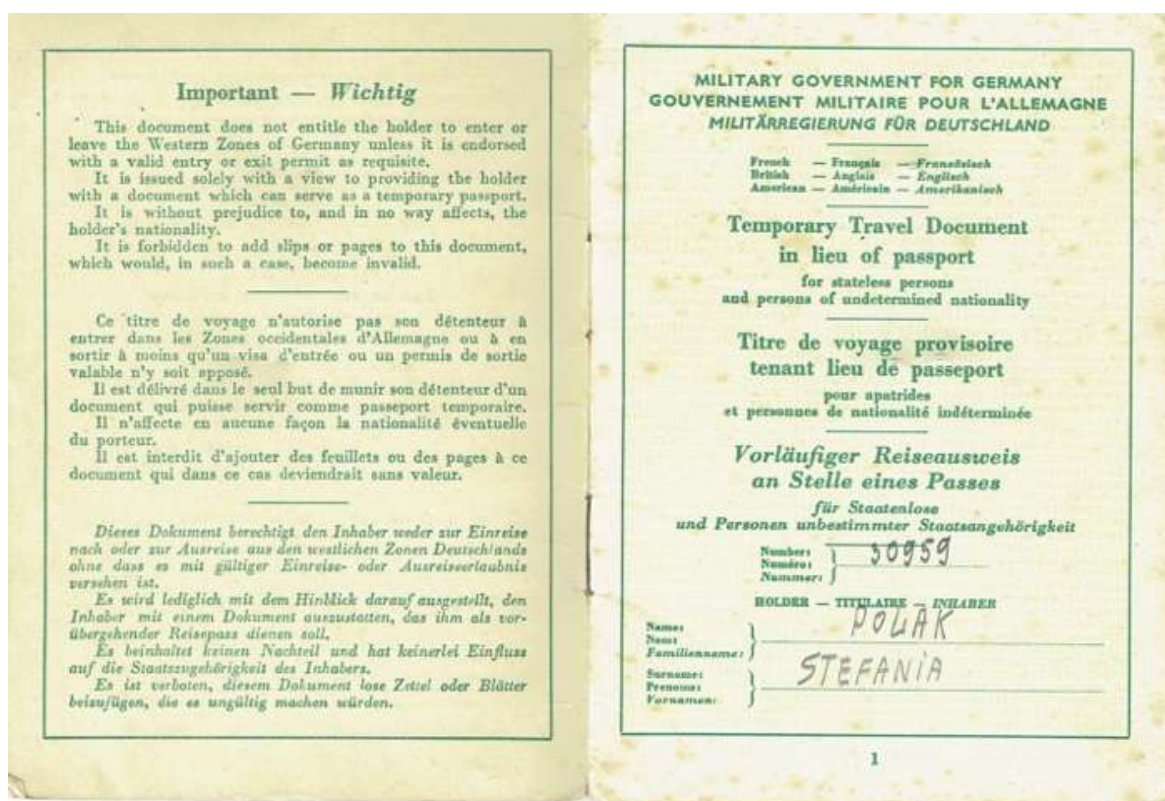 Important — Wichtig
This document does not entitle the holder to enter or
leave the Western Zones of Germany unless it is endorsed
with a valid entry or exit permit as requisite.
It is issued solely with a view to providing the holder
with a document which can serve as a temporary passport.
It is without prejudice to, and in no way affects, the
holder's nationality.
It is forbidden to add slips or pages to this document,
which would, in such a case, become invalid.
Ce titre de voyage n'autorise pas son détenteur à
entrer dans les Zones occidentales d'Allemagne ou à en
sortir à moins qu'un visa d'entrée ou un permis de sortie
valable n'y soit apposé.
Il est délivré dans le seul but de munir son détenteur d'un
document qui puisse servir comme passeport temporaire.
Il n'affecte en aucune façon la nationalité éventuelle
du porteur.
Il est interdit d'ajouter des feuillets ou des pages à ce
document qui dans ce cas deviendrait sans valeur.
Dieses Dokument berechtigt den Inhaber weder zur Einreise
nach oder zur Ausreise aus den westlichen Zonen Deutschlands
ohne dass es mit gültiger Einreise- oder Ausreiseerlaubnis
versehen ist.
Es wird lediglich mit dem Hinblick darauf ausgestellt, den
Inhaber mit einem Dokument auszustatten, das ihm als vor-
übergehender Reisepass dienen soll.
Es beinhaltet keinen Nachteil und hat keinerlei Einfluss
auf die Staatszugehörigkeit des Inhabers.
Es ist verboten, diesem Dokument lose Zettel oder Blätter
beizufügen, die es ungültig machen würden.
MILITARY GOVERNMENT FOR GERMANY
GOUVERNEMENT MILITAIRE POUR L'ALLEMAGNE
MILITÄRREGIERUNG FÜR DEUTSCHLAND
French — Français — Französisch
British — Anglais — Englisch
American — Américain — Amerikanisch
Temporary Travel Document
in lieu of passport
for stateless persons
and persons of undetermined nationality
Titre de voyage provisoire
tenant lieu de passeport
pour apatrides
et personnes de nationalité indéterminée
Vorläufiger Reiseausweis
an Stelle eines Passes
für Staatenlose
und Personen unbestimmter Staatsangehörigkeit
Number:
Numéro:
Nummer:
30959
HOLDER — TITULAIRE — INHABER
Name:
Nom:
Familienname:
POLAK
Surname:
Prenoms:
Vornamen:
STEFANIA
1